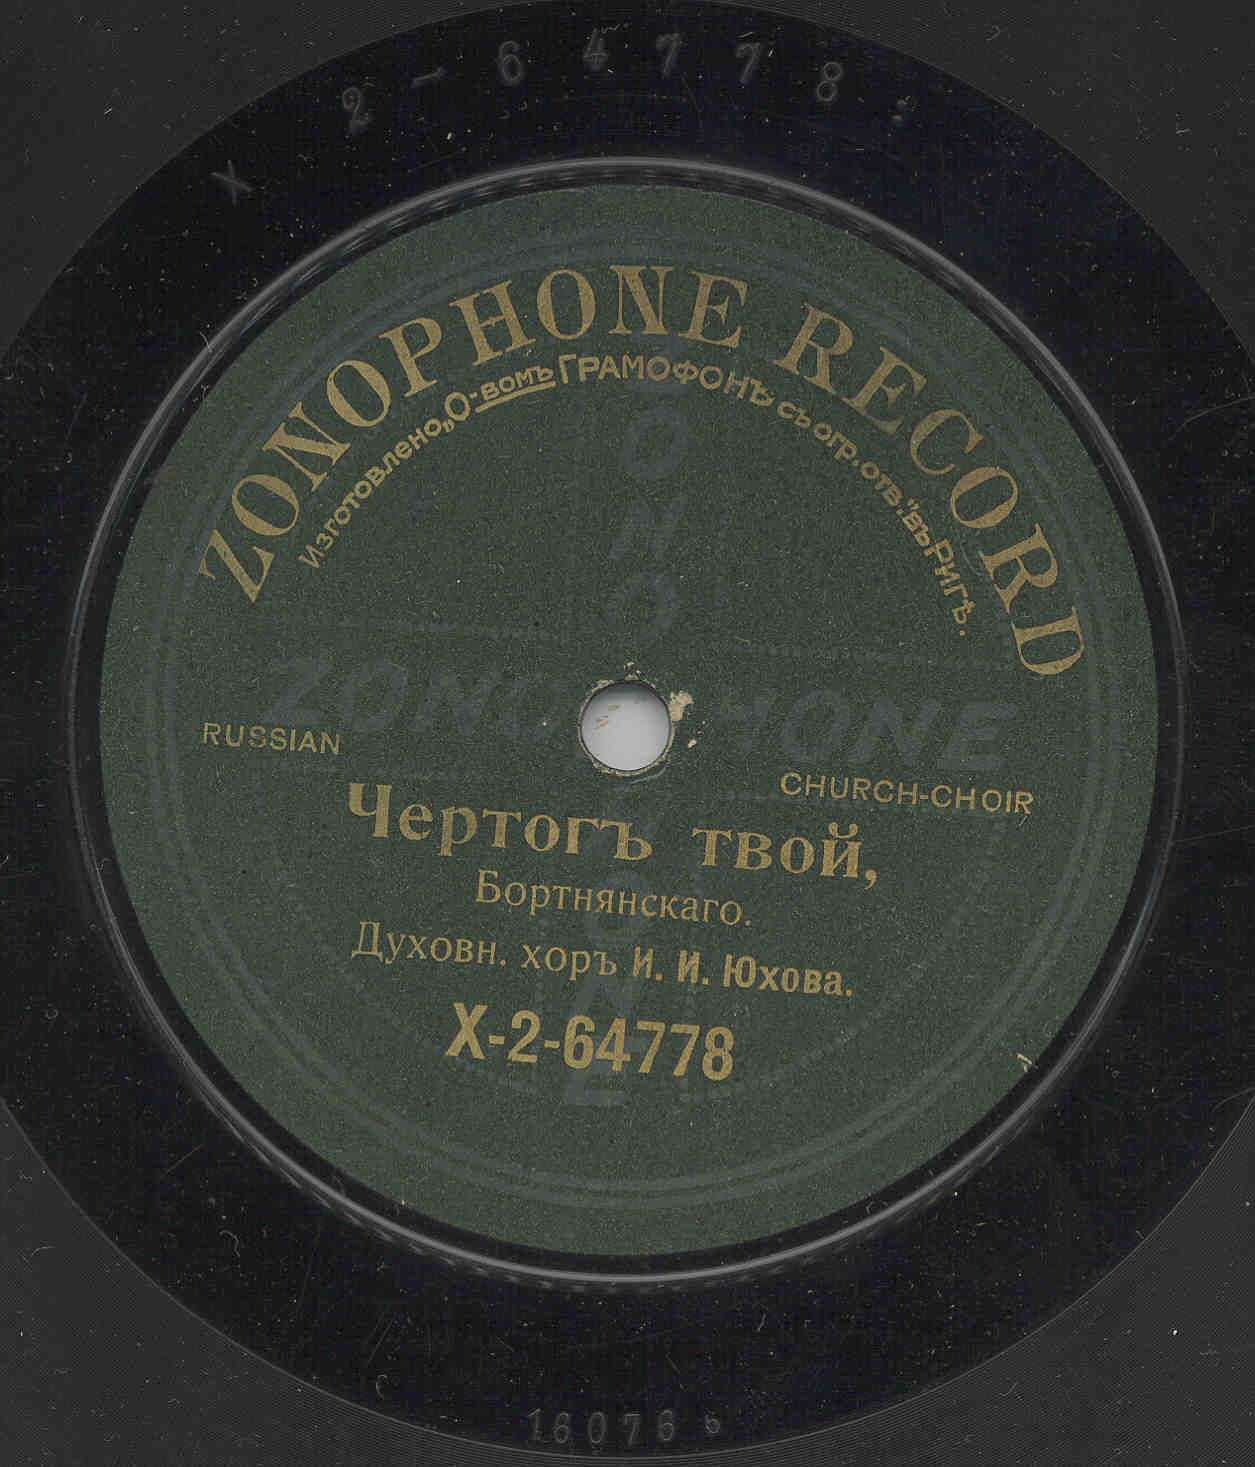 X 2-64778
ZONOPHONE RECORD
Изготовлено „О-вомъ ГРАМОФОНЪ съ огр. отв.“ въ Ригѣ.
ZONOPHONE
RUSSIAN
CHURCH-CHOIR
Чертогъ твой,
Бортнянскаго.
Духовн. хоръ И. И. Юхова.
X-2-64778
16076 b